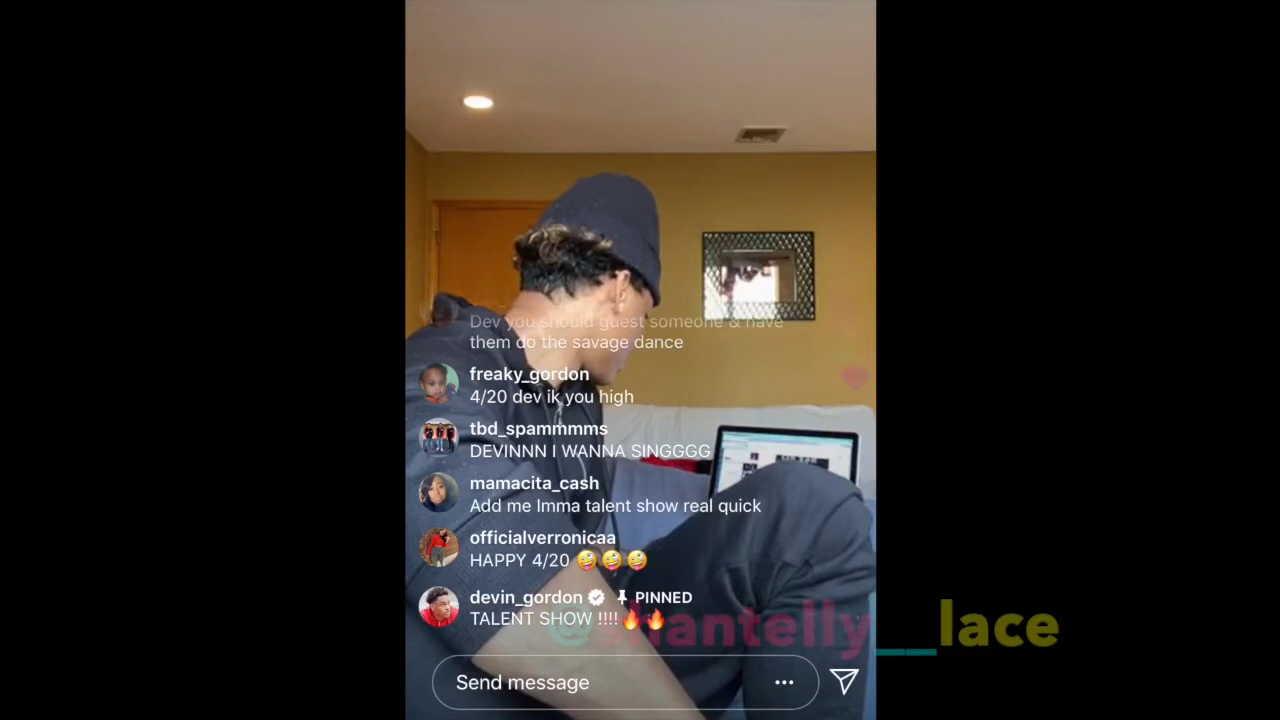 Dev you should guest someone & have
them do the savage dance
freaky_gordon
4/20 dev ik you high
tbd_spammmms
DEVINNN I WANNA SINGGGG
mamacita_cash
Add me Imma talent show real quick
officialverronicaa
HAPPY 4/20 🤪🤪🤪
devin_gordon PINNED
TALENT SHOW !!!!🔥🔥
@shantelly__lace
Send message